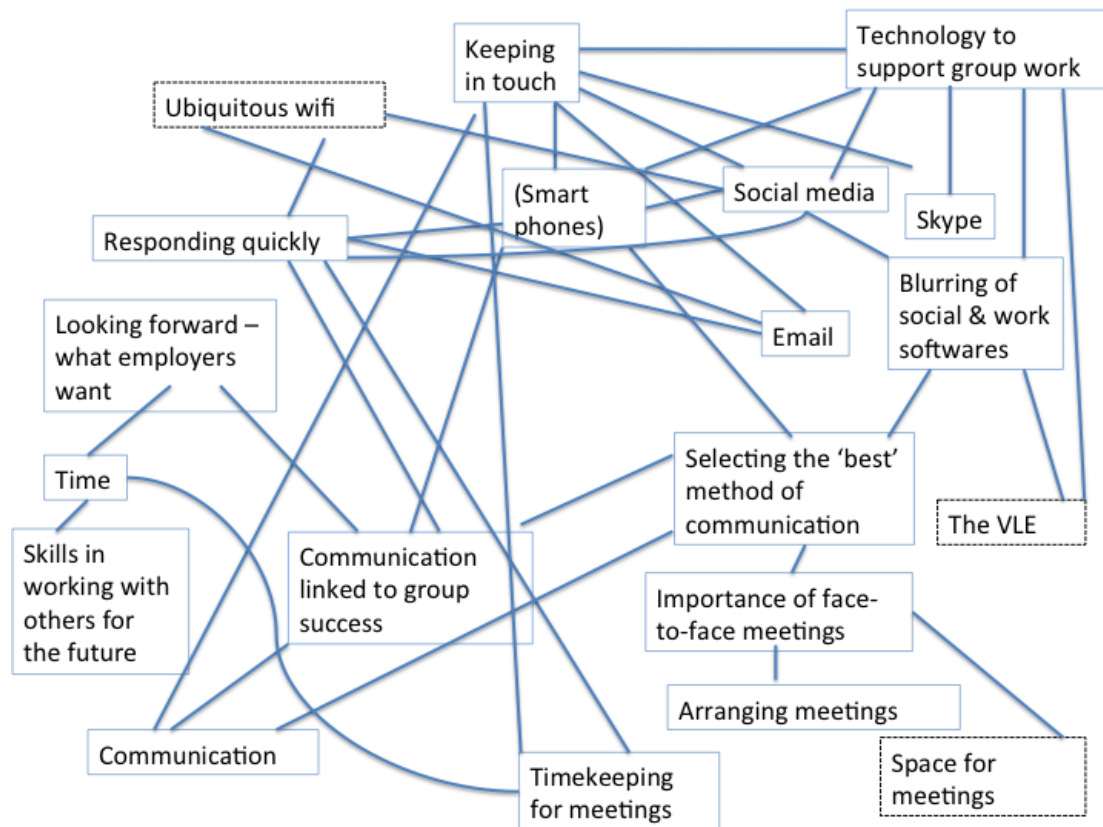 Keeping
in touch
Technology to
support group work
Ubiquitous wifi
(Smart
phones)
Social media
Skype
Responding quickly
Blurring of
social & work
softwares
Looking forward –
what employers
want
Email
Time
Selecting the ‘best’
method of
communication
The VLE
Skills in
working with
others for
the future
Communication
linked to group
success
Importance of face-
to-face meetings
Arranging meetings
Communication
Timekeeping
for meetings
Space for
meetings